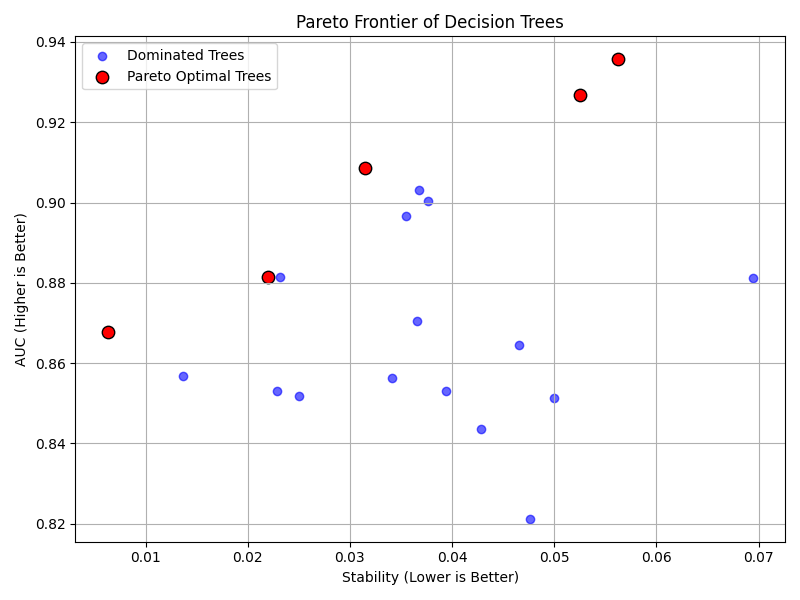 Pareto Frontier of Decision Trees
Dominated Trees
Pareto Optimal Trees
AUC (Higher is Better)
0.94
0.92
0.90
0.88
0.86
0.84
0.82
0.01
0.02
0.03
0.04
0.05
0.06
0.07
Stability (Lower is Better)